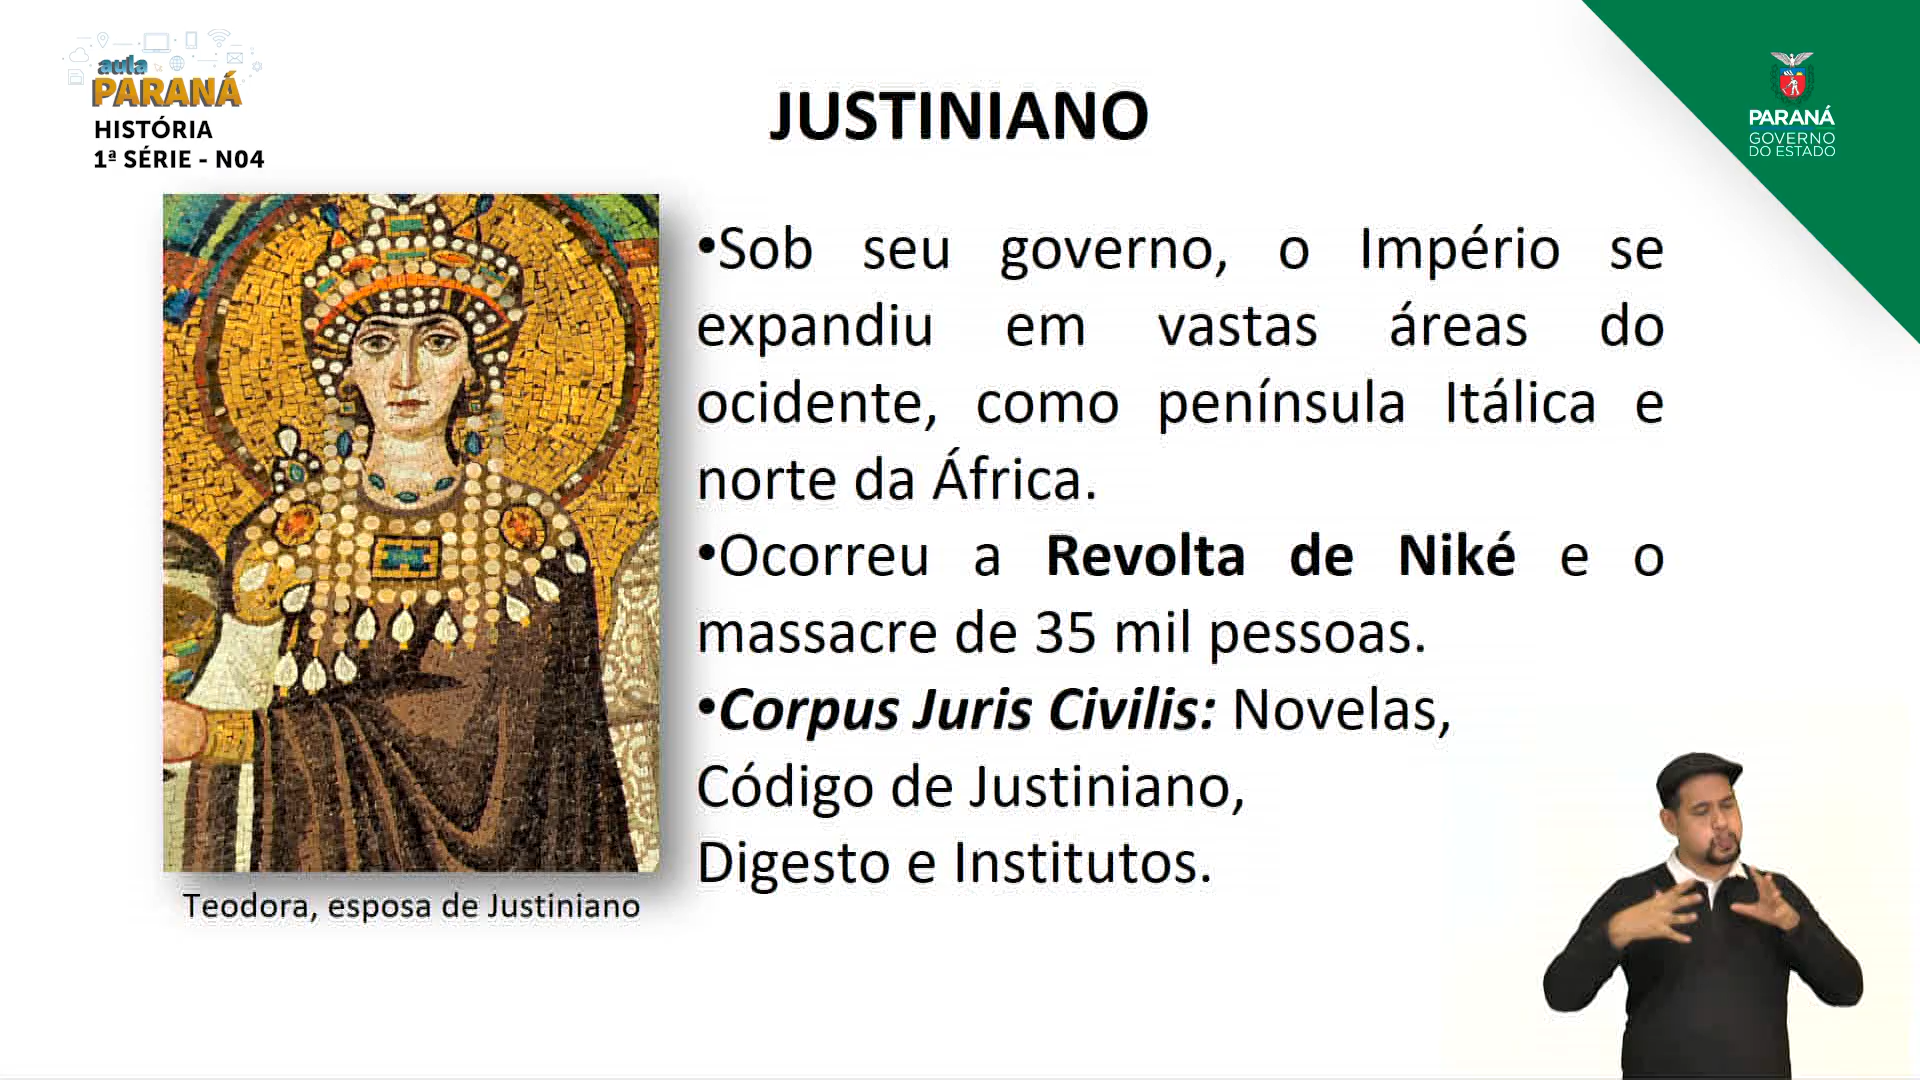 aula
PARANÁ
HISTÓRIA
1ª SÉRIE - N04
JUSTINIANO
PARANÁ
GOVERNO
DO ESTADO
•Sob seu governo, o Império se
expandiu em vastas áreas do
ocidente, como península Itálica e
norte da África.
•Ocorreu a Revolta de Niké e o
massacre de 35 mil pessoas.
•Corpus Juris Civilis: Novelas,
Código de Justiniano,
Digesto e Institutos.
Teodora, esposa de Justiniano